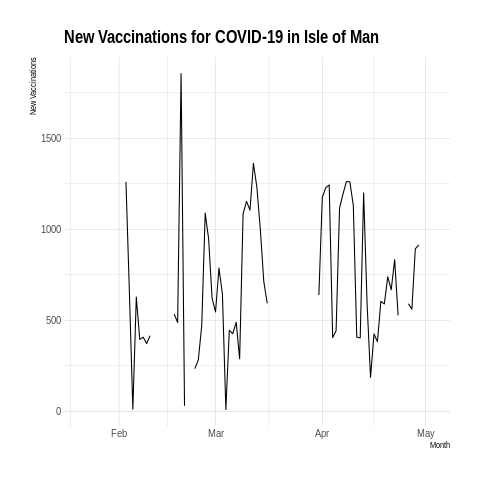 New Vaccinations for COVID-19 in Isle of Man
New Vaccinations
1500
1000
500
0
Feb Mar Apr May
Month